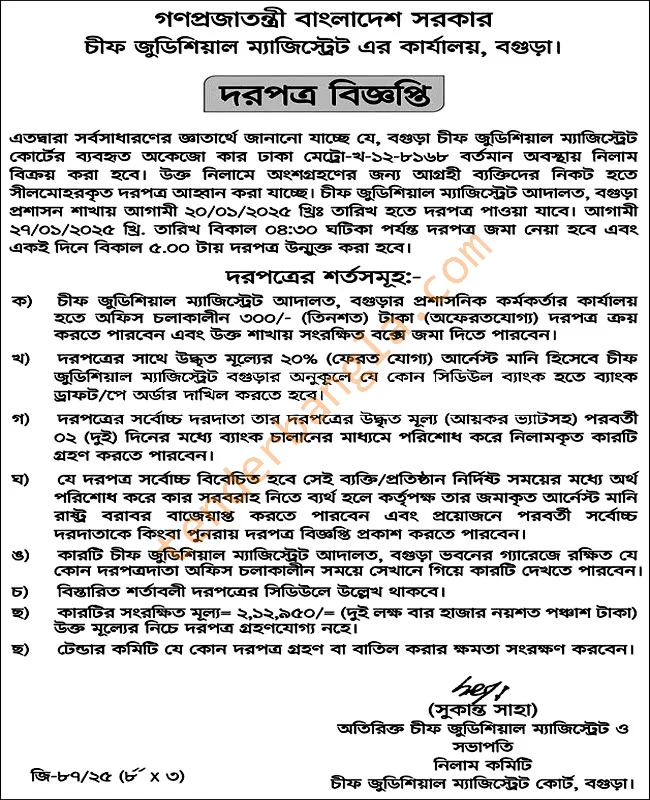 গণপ্রজাতন্ত্রী বাংলাদেশ সরকার
চীফ জুডিশিয়াল ম্যাজিস্ট্রেট এর কার্যালয়, বগুড়া।
দরপত্র বিজ্ঞপ্তি
এতদ্বারা সর্বসাধারণের জ্ঞাতার্থে জানানো যাচ্ছে যে, বগুড়া চীফ জুডিশিয়াল ম্যাজিস্ট্রেট
কোর্টের ব্যবহৃত অকেজো কার ঢাকা মেট্রো-খ-১২-৮১৬৮ বর্তমান অবস্থায় নিলাম
বিক্রয় করা হবে। উক্ত নিলামে অংশগ্রহণের জন্য আগ্রহী ব্যক্তিদের নিকট হতে
সীলমোহরকৃত দরপত্র আহ্বান করা যাচ্ছে। চীফ জুডিশিয়াল ম্যাজিস্ট্রেট আদালত, বগুড়া
প্রশাসন শাখায় আগামী ২০/০১/২০২৫ খ্রিঃ তারিখ হতে দরপত্র পাওয়া যাবে। আগামী
২৭/০১/২০২৫ খ্রি. তারিখ বিকাল ০৪:৩০ ঘটিকা পর্যন্ত দরপত্র জমা নেয়া হবে এবং
একই দিনে বিকাল ৫.০০ টায় দরপত্র উন্মুক্ত করা হবে।
দরপত্রের শর্তসমূহ:-
ক) চীফ জুডিশিয়াল ম্যাজিস্ট্রেট আদালত, বগুড়ার প্রশাসনিক কর্মকর্তার কার্যালয়
হতে অফিস চলাকালীন ৩০০/- (তিনশত) টাকা (অফেরতযোগ্য) দরপত্র ক্রয়
করতে পারবেন এবং উক্ত শাখায় সংরক্ষিত বক্সে জমা দিতে পারবেন।
খ) দরপত্রের সাথে উদ্ধৃত মূল্যের ২০% (ফেরত যোগ্য) আর্নেস্ট মানি হিসেবে চীফ
জুডিশিয়াল ম্যাজিস্ট্রেট বগুড়ার অনুকূলে যে কোন সিডিউল ব্যাংক হতে ব্যাংক
ড্রাফট/পে অর্ডার দাখিল করতে হবে।
গ) দরপত্রের সর্বোচ্চ দরদাতা তার দরপত্রের উদ্ধৃত মূল্য (আয়কর ভ্যাটসহ) পরবর্তী
০২ (দুই) দিনের মধ্যে ব্যাংক চালানের মাধ্যমে পরিশোধ করে নিলামকৃত কারটি
গ্রহণ করতে পারবেন।
ঘ) যে দরপত্র সর্বোচ্চ বিবেচিত হবে সেই ব্যক্তি/প্রতিষ্ঠান নির্দিষ্ট সময়ের মধ্যে অর্থ
পরিশোধ করে কার সরবরাহ নিতে ব্যর্থ হলে কর্তৃপক্ষ তার জমাকৃত আর্নেস্ট মানি
রাষ্ট্র বরাবর বাজেয়াপ্ত করতে পারবেন এবং প্রয়োজনে পরবর্তী সর্বোচ্চ
দরদাতাকে কিংবা পুনরায় দরপত্র বিজ্ঞপ্তি প্রকাশ করতে পারবেন।
ঙ) কারটি চীফ জুডিশিয়াল ম্যাজিস্ট্রেট আদালত, বগুড়া ভবনের গ্যারেজে রক্ষিত যে
কোন দরপত্রদাতা অফিস চলাকালীন সময়ে সেখানে গিয়ে কারটি দেখতে পারবেন।
চ) বিস্তারিত শর্তাবলী দরপত্রের সিডিউলে উল্লেখ থাকবে।
ছ) কারটির সংরক্ষিত মূল্য= ২,১২,৯৫০/= (দুই লক্ষ বার হাজার নয়শত পঞ্চাশ টাকা)
উক্ত মূল্যের নিচে দরপত্র গ্রহণযোগ্য নহে।
ছ) টেন্ডার কমিটি যে কোন দরপত্র গ্রহণ বা বাতিল করার ক্ষমতা সংরক্ষণ করবেন।
(সুকান্ত সাহা)
অতিরিক্ত চীফ জুডিশিয়াল ম্যাজিস্ট্রেট ও
সভাপতি
নিলাম কমিটি
চীফ জুডিশিয়াল ম্যাজিস্ট্রেট কোর্ট, বগুড়া।
জি-৮৭/২৫ (৮˝ x ৩)
tenderbangla.com